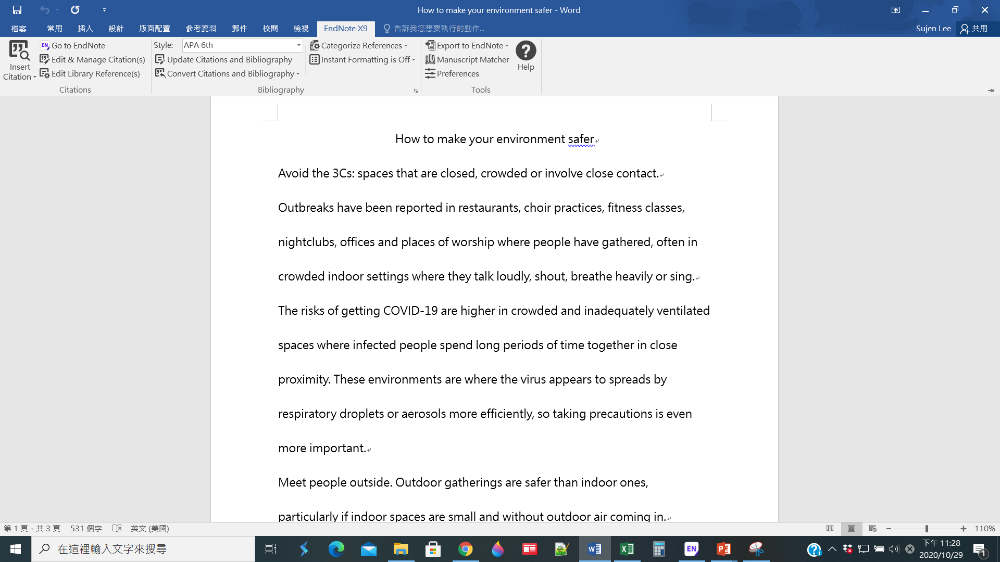 How to make your environment safer - Word
檔案 常用 插入 設計 版面配置 參考資料 郵件 校閱 檢視 EndNote X9 告訴我您想要執行的動作... Sujen Lee 共用
Insert
Citation
Go to EndNote
Edit & Manage Citation(s)
Edit Library Reference(s)
Citations
Style: APA 6th
Update Citations and Bibliography
Convert Citations and Bibliography
Categorize References
Instant Formatting is Off
Bibliography
Export to EndNote
Manuscript Matcher
Preferences
Help
Tools
How to make your environment safer
Avoid the 3Cs: spaces that are closed, crowded or involve close contact.
Outbreaks have been reported in restaurants, choir practices, fitness classes,
nightclubs, offices and places of worship where people have gathered, often in
crowded indoor settings where they talk loudly, shout, breathe heavily or sing.
The risks of getting COVID-19 are higher in crowded and inadequately ventilated
spaces where infected people spend long periods of time together in close
proximity. These environments are where the virus appears to spreads by
respiratory droplets or aerosols more efficiently, so taking precautions is even
more important.
Meet people outside. Outdoor gatherings are safer than indoor ones,
particularly if indoor spaces are small and without outdoor air coming in.
第 1 頁，共 3 頁 531 個字 英文 (美國) 110%
在這裡輸入文字來搜尋
EN
下午 11:28
2020/10/29
1